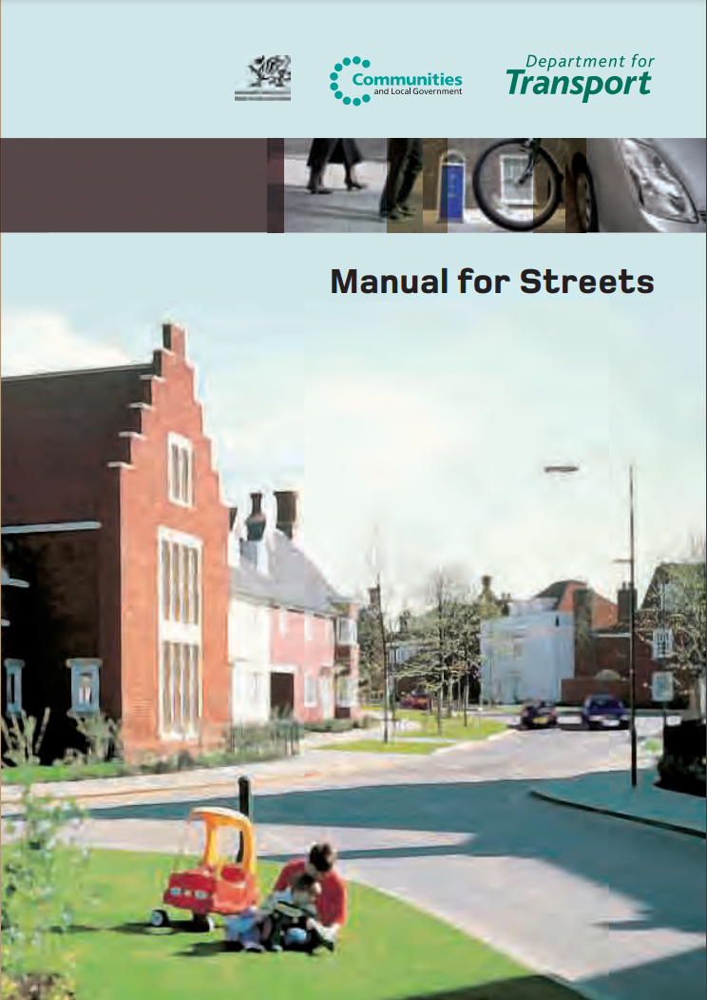 Communities
and Local Government
Department for
Transport
Manual for Streets